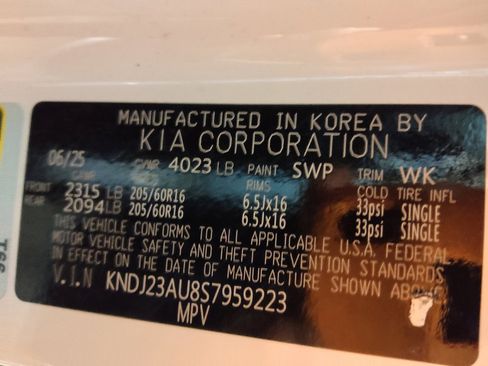 MANUFACTURED IN KOREA BY
KIA CORPORATION
06/25 GVWR 4023 LB PAINT SWP TRIM WK
GAWR TIRES RIMS COLD TIRE INFL
FRONT 2315 LB 205/60R16 6.5Jx16 33psi SINGLE
REAR 2094 LB 205/60R16 6.5Jx16 33psi SINGLE
THIS VEHICLE CONFORMS TO ALL APPLICABLE U.S.A. FEDERAL
MOTOR VEHICLE SAFETY AND THEFT PREVENTION STANDARDS
IN EFFECT ON THE DATE OF MANUFACTURE SHOWN ABOVE
V.I.N KNDJ23AU8S7959223
MPV